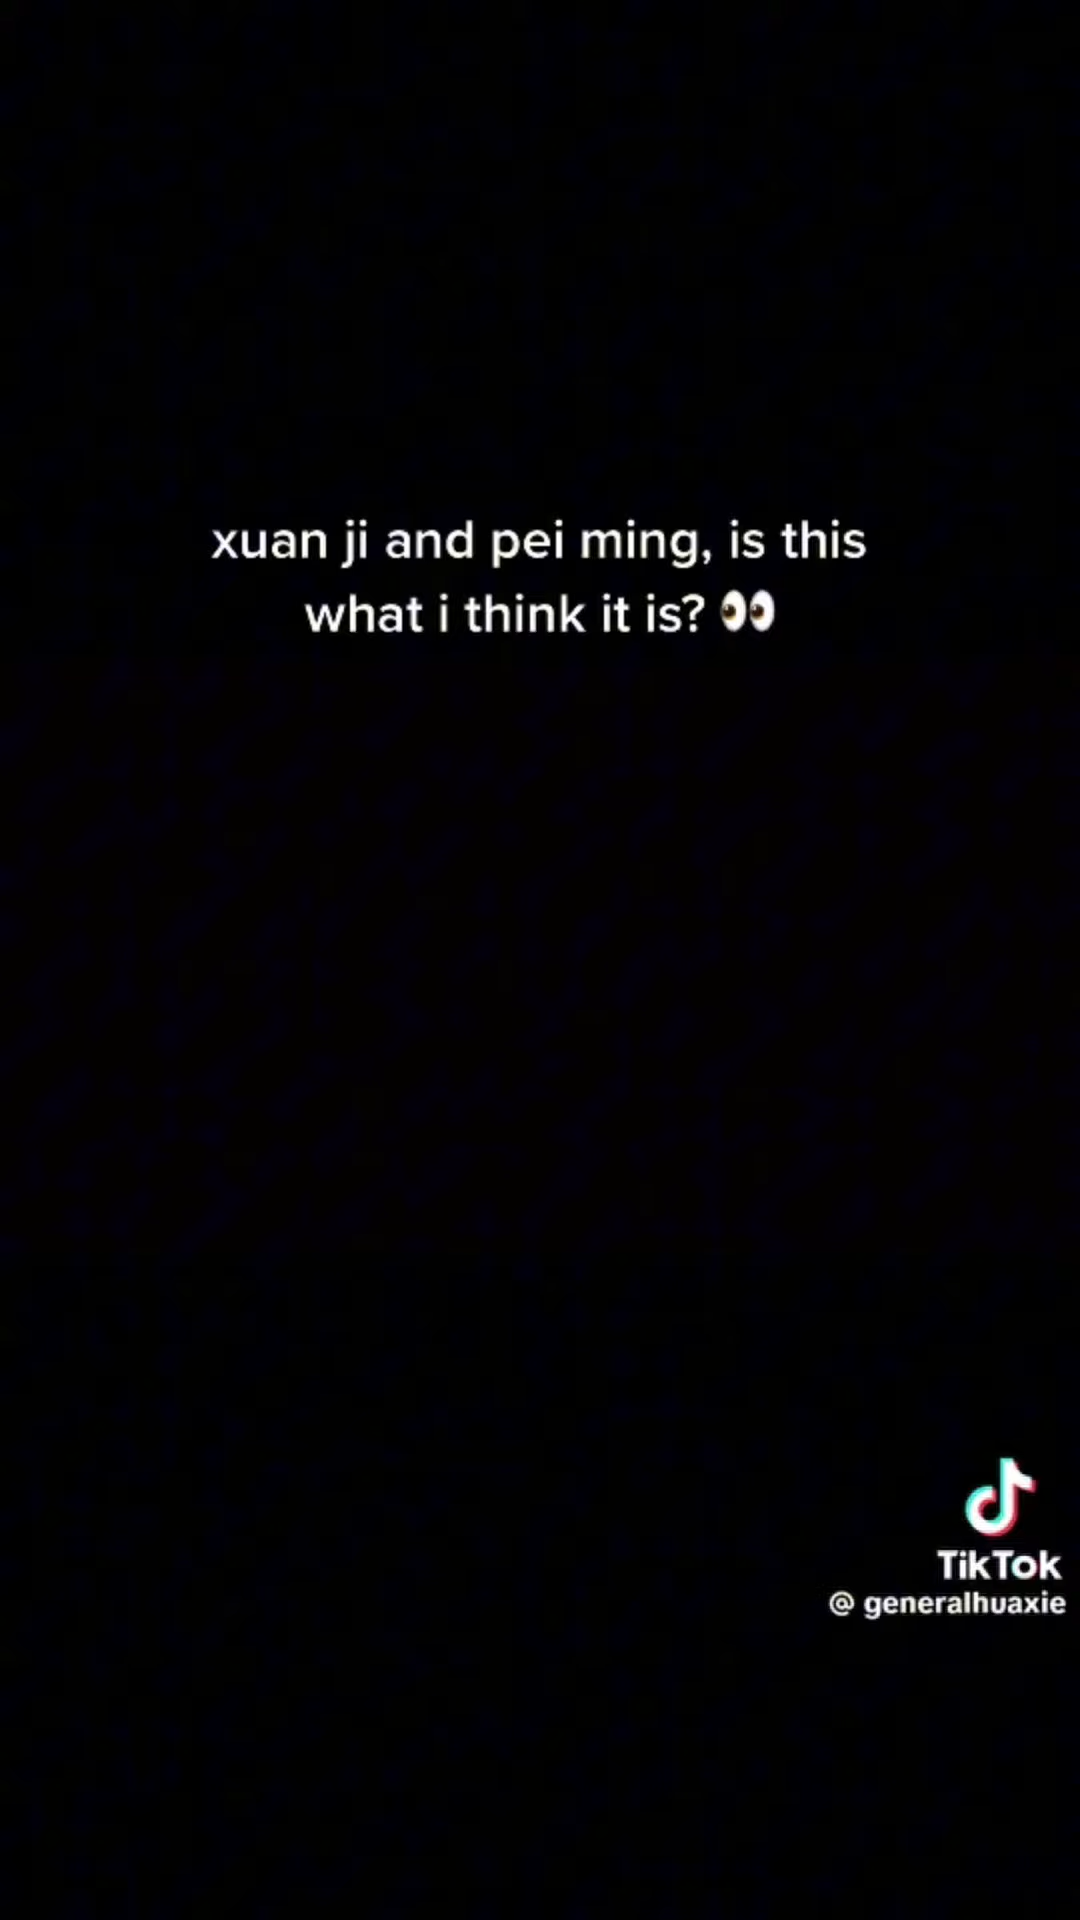 xuan ji and pei ming, is this
what i think it is? 👀
TikTok
@ generalhuaxie